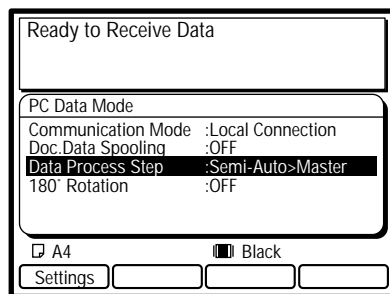 Ready to Receive Data
PC Data Mode
Communication Mode :Local Connection
Doc.Data Spooling :OFF
Data Process Step :Semi-Auto>Master
180˚ Rotation :OFF
A4 Black
Settings